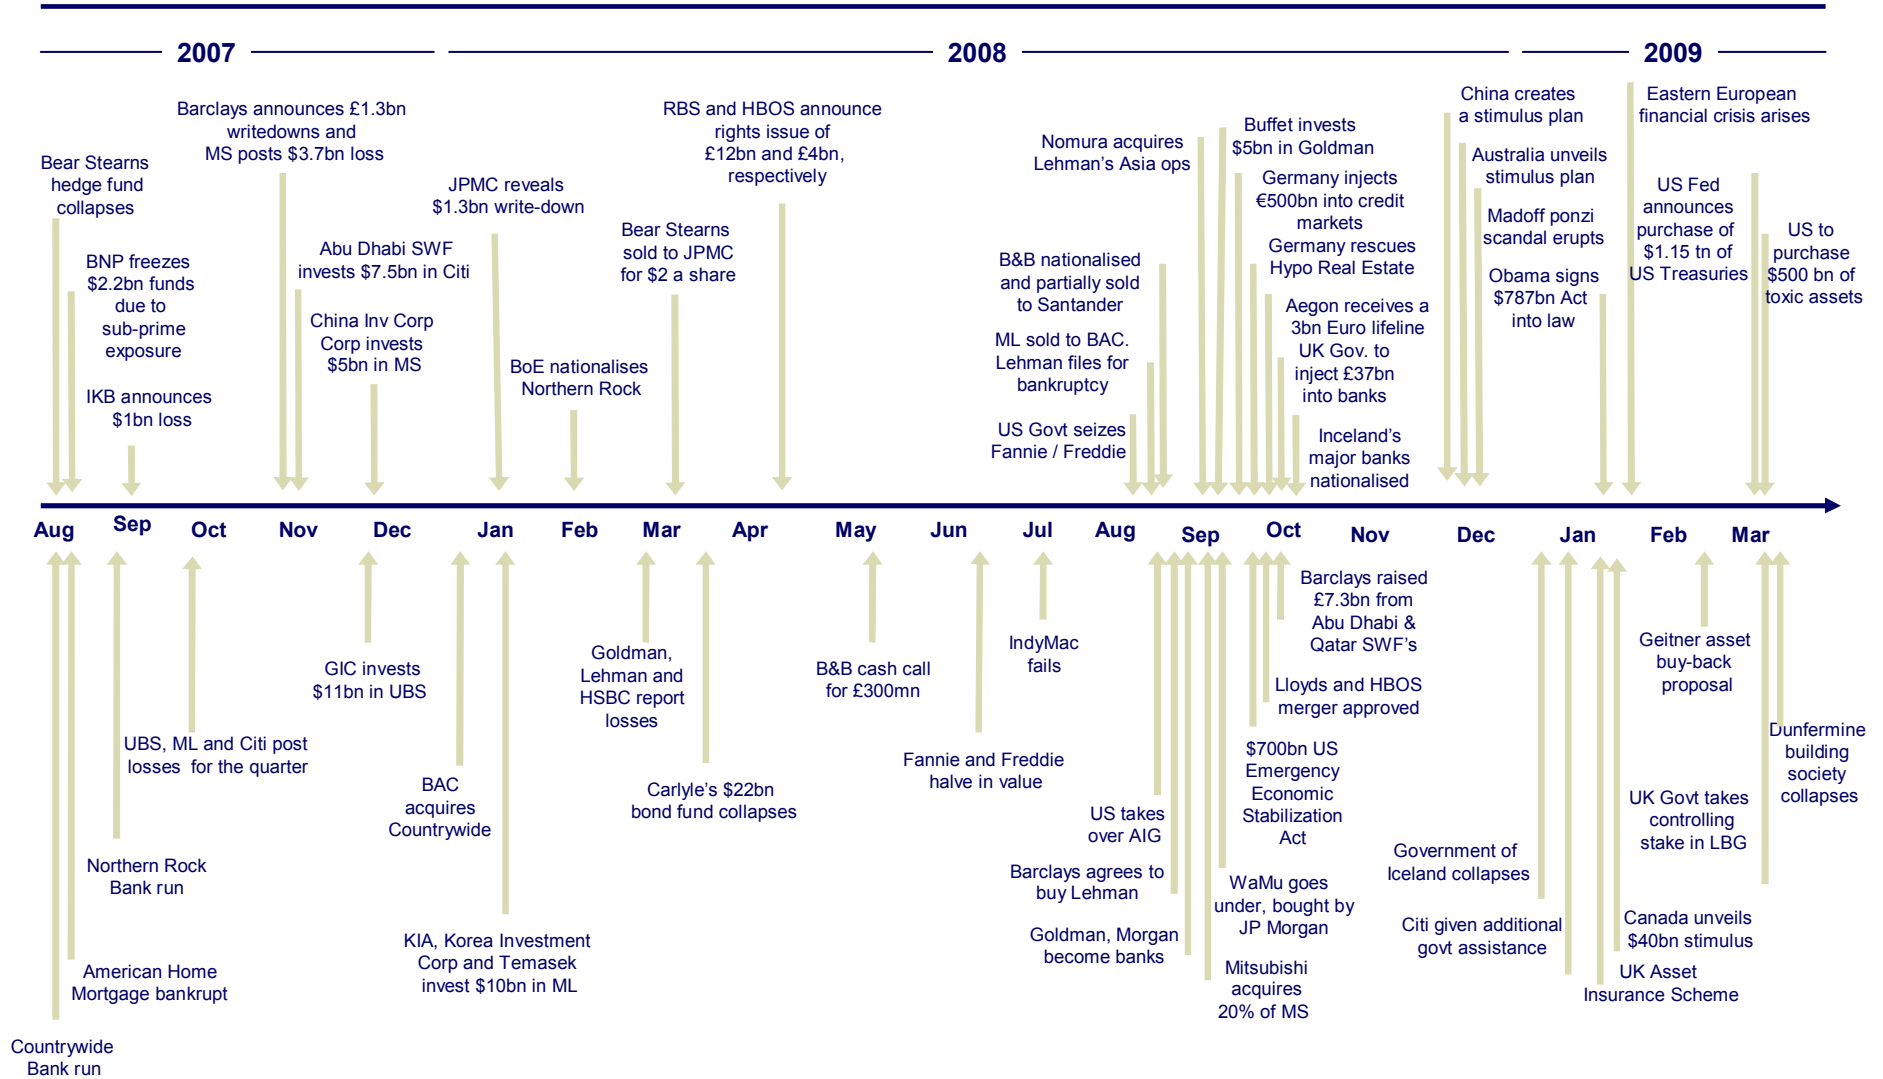 2007
2008
2009
Bear Stearns
hedge fund
collapses
BNP freezes
$2.2bn funds
due to
sub-prime
exposure
IKB announces
$1bn loss
Barclays announces £1.3bn
writedowns and
MS posts $3.7bn loss
Abu Dhabi SWF
invests $7.5bn in Citi
China Inv Corp
Corp invests
$5bn in MS
JPMC reveals
$1.3bn write-down
BoE nationalises
Northern Rock
Bear Stearns
sold to JPMC
for $2 a share
RBS and HBOS announce
rights issue of
£12bn and £4bn,
respectively
US Govt seizes
Fannie / Freddie
ML sold to BAC.
Lehman files for
bankruptcy
B&B nationalised
and partially sold
to Santander
Nomura acquires
Lehman's Asia ops
Buffet invests
$5bn in Goldman
Germany injects
€500bn into credit
markets
Germany rescues
Hypo Real Estate
Aegon receives a
3bn Euro lifeline
UK Gov. to
inject £37bn
into banks
Inceland's
major banks
nationalised
China creates
a stimulus plan
Australia unveils
stimulus plan
Madoff ponzi
scandal erupts
Obama signs
$787bn Act
into law
Eastern European
financial crisis arises
US Fed
announces
purchase of
$1.15 tn of
US Treasuries
US to
purchase
$500 bn of
toxic assets
Aug
Sep
Oct
Nov
Dec
Jan
Feb
Mar
Apr
May
Jun
Jul
Aug
Sep
Oct
Nov
Dec
Jan
Feb
Mar
Countrywide
Bank run
American Home
Mortgage bankrupt
Northern Rock
Bank run
UBS, ML and Citi post
losses for the quarter
GIC invests
$11bn in UBS
BAC
acquires
Countrywide
KIA, Korea Investment
Corp and Temasek
invest $10bn in ML
Goldman,
Lehman and
HSBC report
losses
Carlyle's $22bn
bond fund collapses
B&B cash call
for £300mn
Fannie and Freddie
halve in value
IndyMac
fails
US takes
over AIG
Barclays agrees to
buy Lehman
Goldman, Morgan
become banks
Mitsubishi
acquires
20% of MS
WaMu goes
under, bought by
JP Morgan
$700bn US
Emergency
Economic
Stabilization
Act
Lloyds and HBOS
merger approved
Barclays raised
£7.3bn from
Abu Dhabi &
Qatar SWF's
Government of
Iceland collapses
Citi given additional
govt assistance
UK Asset
Insurance Scheme
Canada unveils
$40bn stimulus
Geitner asset
buy-back
proposal
UK Govt takes
controlling
stake in LBG
Dunfermine
building
society
collapses